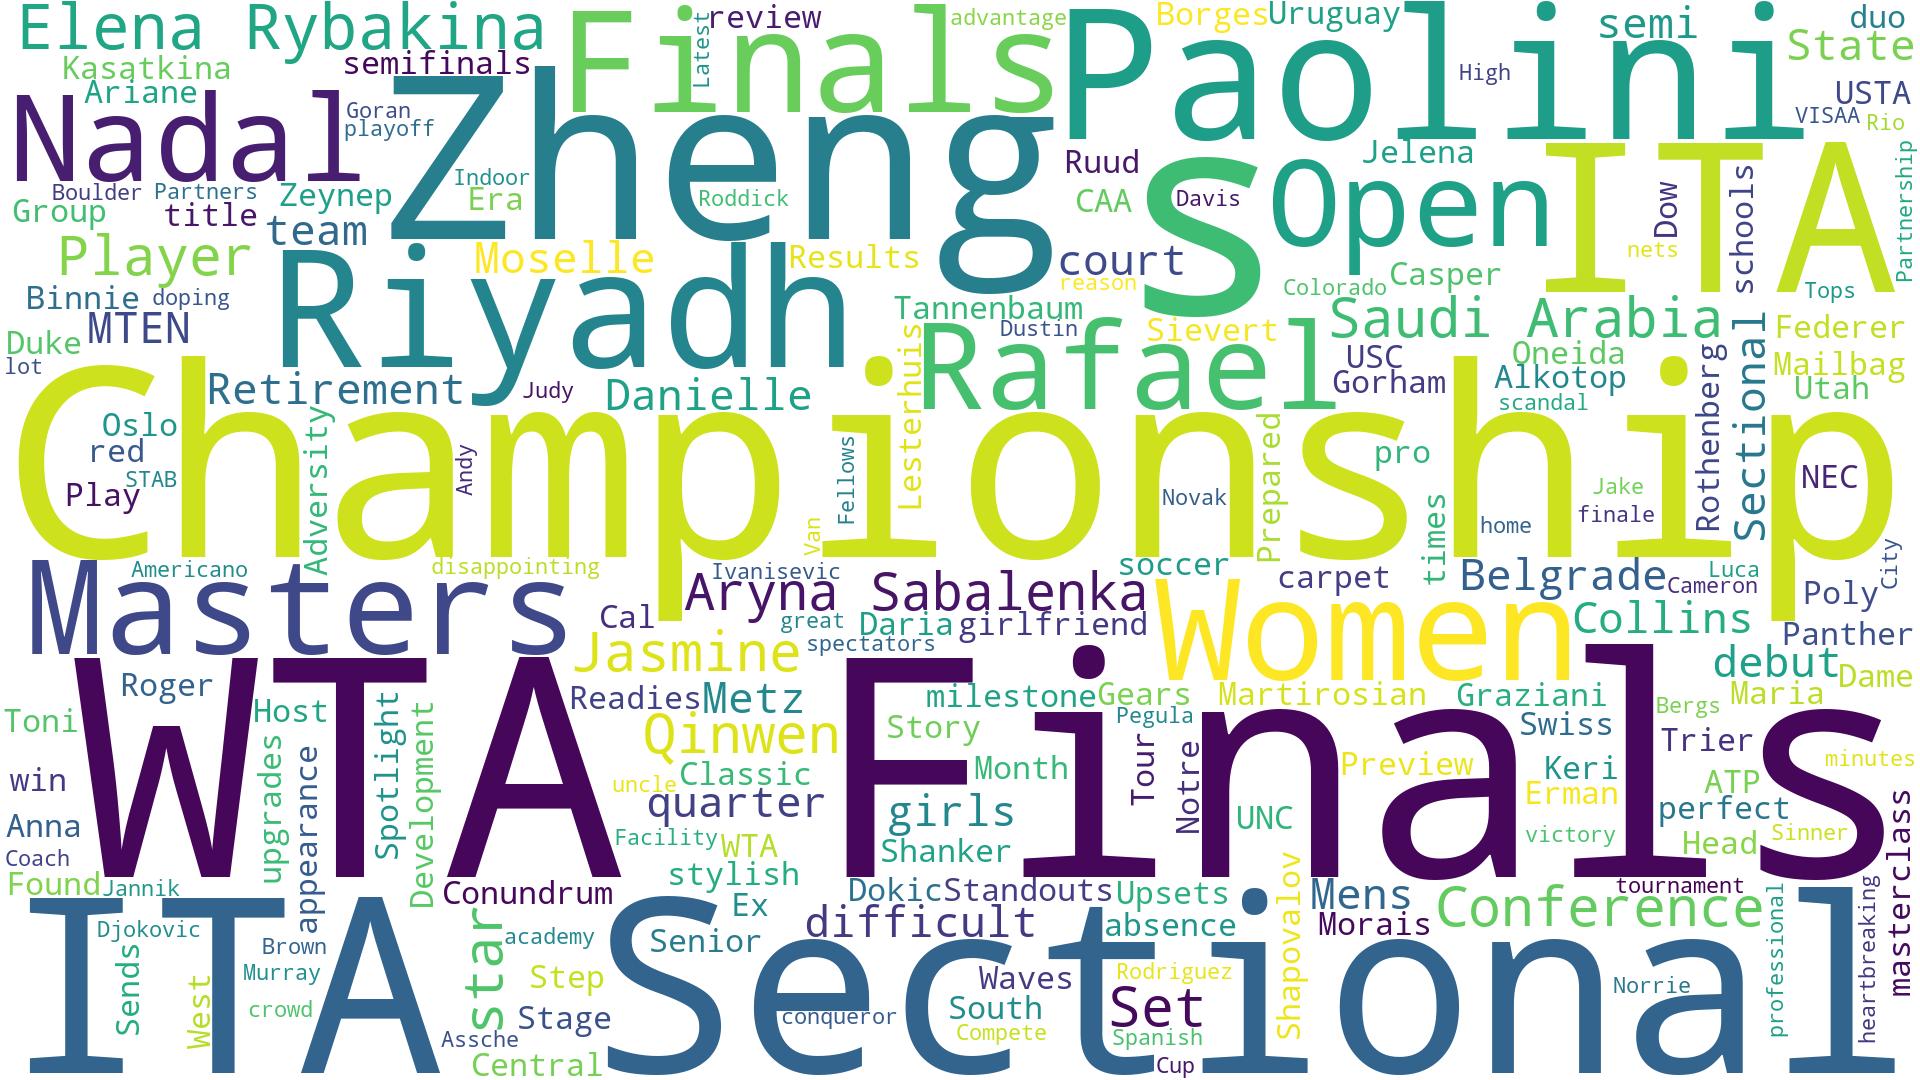 Elena Rybakina
Finals
Latest
review
advantage
Paolini
Borges
Uruguay
semi
duo
State
Kasatkina
semifinals
Ariane
Nadal
Goran
playoff
Zheng
High
USTA
VISAA
Rio
Ruud
s
Jelena
Open
ITA
Dow
schools
Partnership
Boulder
Partners
Zeynep
Indoor
Era
Roddick
CAA
Davis
Group
title
team
Player
Riyadh
Moselle
Results
court
reason
nets
Binnie
doping
Casper
Colorado
Tops
MTEN
Tannenbaum
Dustin
Sievert
Saudi Arabia
Federer
Duke
lot
Rafael
USC
Oneida
Rothenberg
Sectional
Mailbag
Retirement
Judy
Danielle
Lesterhuis
Gorham
Alkotop
scandal
Utah
Championship
Oslo
red
STAB
Play
Adversity
Andy
Fellows
Van
Novak
Prepared
pro
times
home
Jake
finale
NEC
City
Masters
Americano
disappointing
Ivanisevic
soccer
carpet
Belgrade
Luca
Cameron
Poly
Aryna Sabalenka
Women
Cal
great
Daria
girlfriend
spectators
Collins
Panther
Jasmine
debut
Dame
Roger
Readies
Metz
milestone
Gears
Martirosian
Graziani
Bergs
Maria
Toni
WTA Finals
Host
Spotlight
Development
Qinwen
Story
Pegula
Tour
Notre
Swiss
Trier
minutes
win
upgrades
appearance
uncle
Classic
Month
Preview
Keri
ATP
quarter
girls
UNC
Erman
perfect
Anna
Facility
WTA
Shanker
victory
Head
Sinner
masterclass
Coach
Found
Jannik
stylish
Conundrum
Dokic
Standouts
Upsets
Shapovalov
Mens
tournament
professional
heartbreaking
ITA Sectional
Ex
difficult
absence
Morais
Conference
Djokovic
Sends
West
Brown
Murray
crowd
star
academy
Senior
Step
Waves
Rodriguez
Norrie
Stage
conqueror
South
Compete
Set
Assche
Central
Spanish
Cup